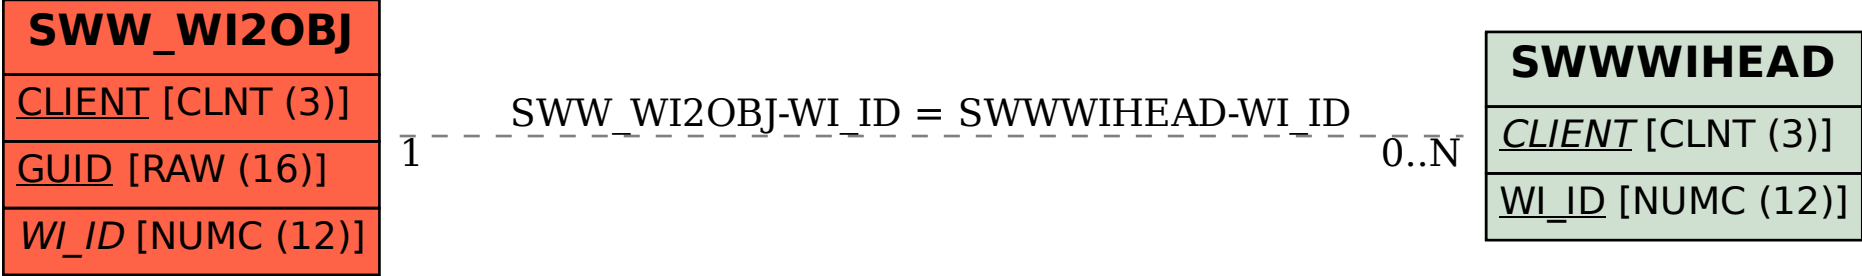 SWW_WI2OBJ
CLIENT [CLNT (3)]
GUID [RAW (16)]
WI_ID [NUMC (12)]
SWW_WI2OBJ-WI_ID = SWWWIHEAD-WI_ID
1
0..N
SWWWIHEAD
CLIENT [CLNT (3)]
WI_ID [NUMC (12)]